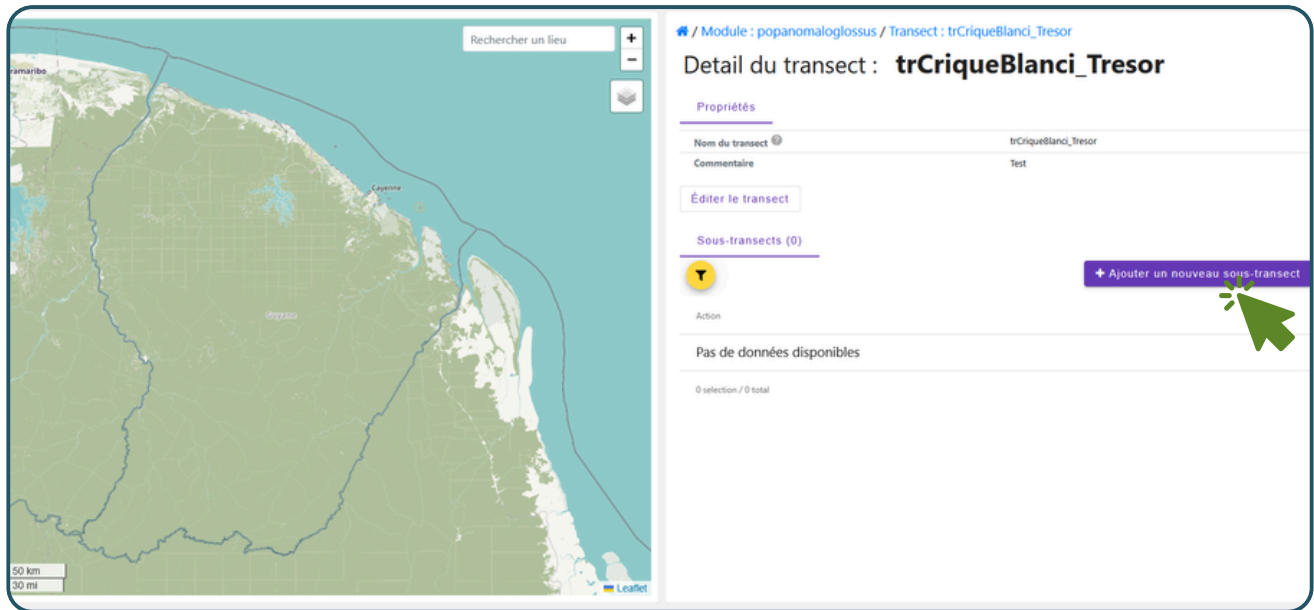 Rechercher un lieu
+
−
ramaribo
Cayenne
Guyane
50 km
30 mi
Leaflet
/ Module : popanomaloglossus / Transect : trCriqueBlanci_Tresor
Detail du transect : trCriqueBlanci_Tresor
Propriétés
Nom du transect ? trCriqueBlanci_Tresor
Commentaire Test
Éditer le transect
Sous-transects (0)
+ Ajouter un nouveau sous-transect
Action
Pas de données disponibles
0 selection / 0 total